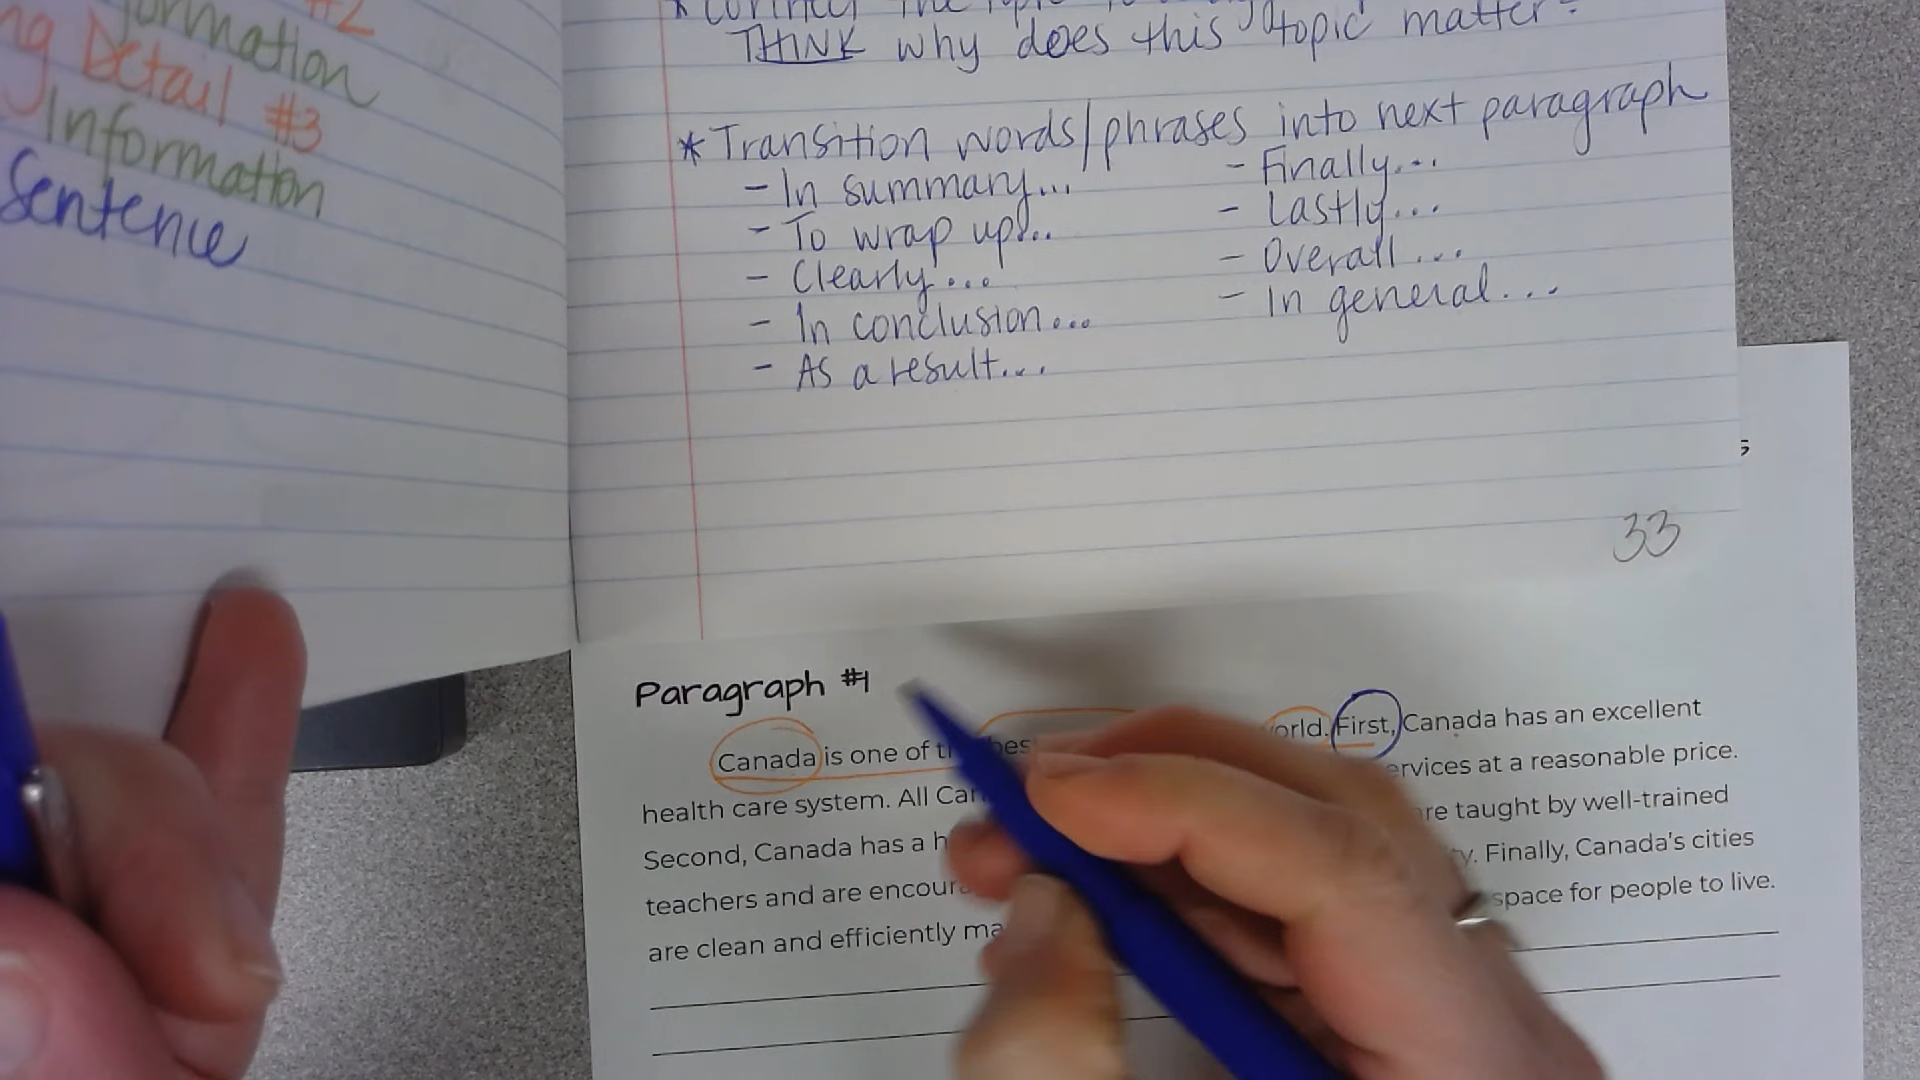 #2
formation
Detail #3
Information
Sentence
THINK why does this topic matter?
* Transition words/phrases into next paragraph
- In summary...
- To wrap up...
- Clearly...
- In conclusion...
- As a result...
- Finally...
- Lastly...
- Overall...
- In general...
33
Paragraph #1
Canada is one of orld. First, Canada has an excellent
health care system. All ervices at a reasonable price.
Second, Canada has a re taught by well-trained
teachers and are y. Finally, Canada's cities
are clean and efficiently space for people to live.